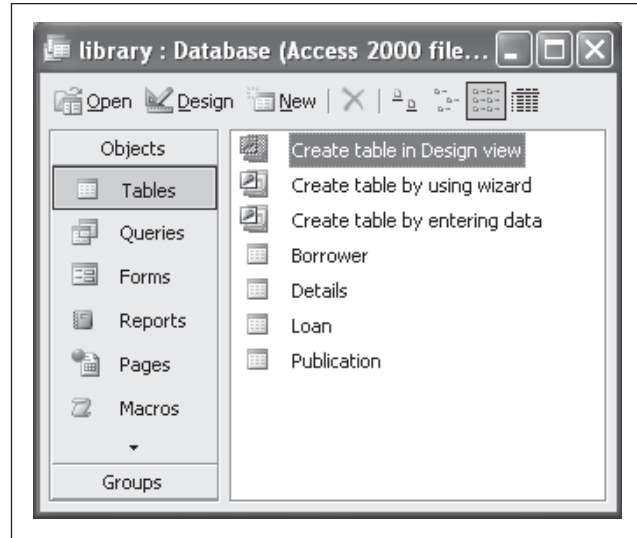 library : Database (Access 2000 file...
Open Design New
Objects
Tables
Queries
Forms
Reports
Pages
Macros
Groups
Create table in Design view
Create table by using wizard
Create table by entering data
Borrower
Details
Loan
Publication